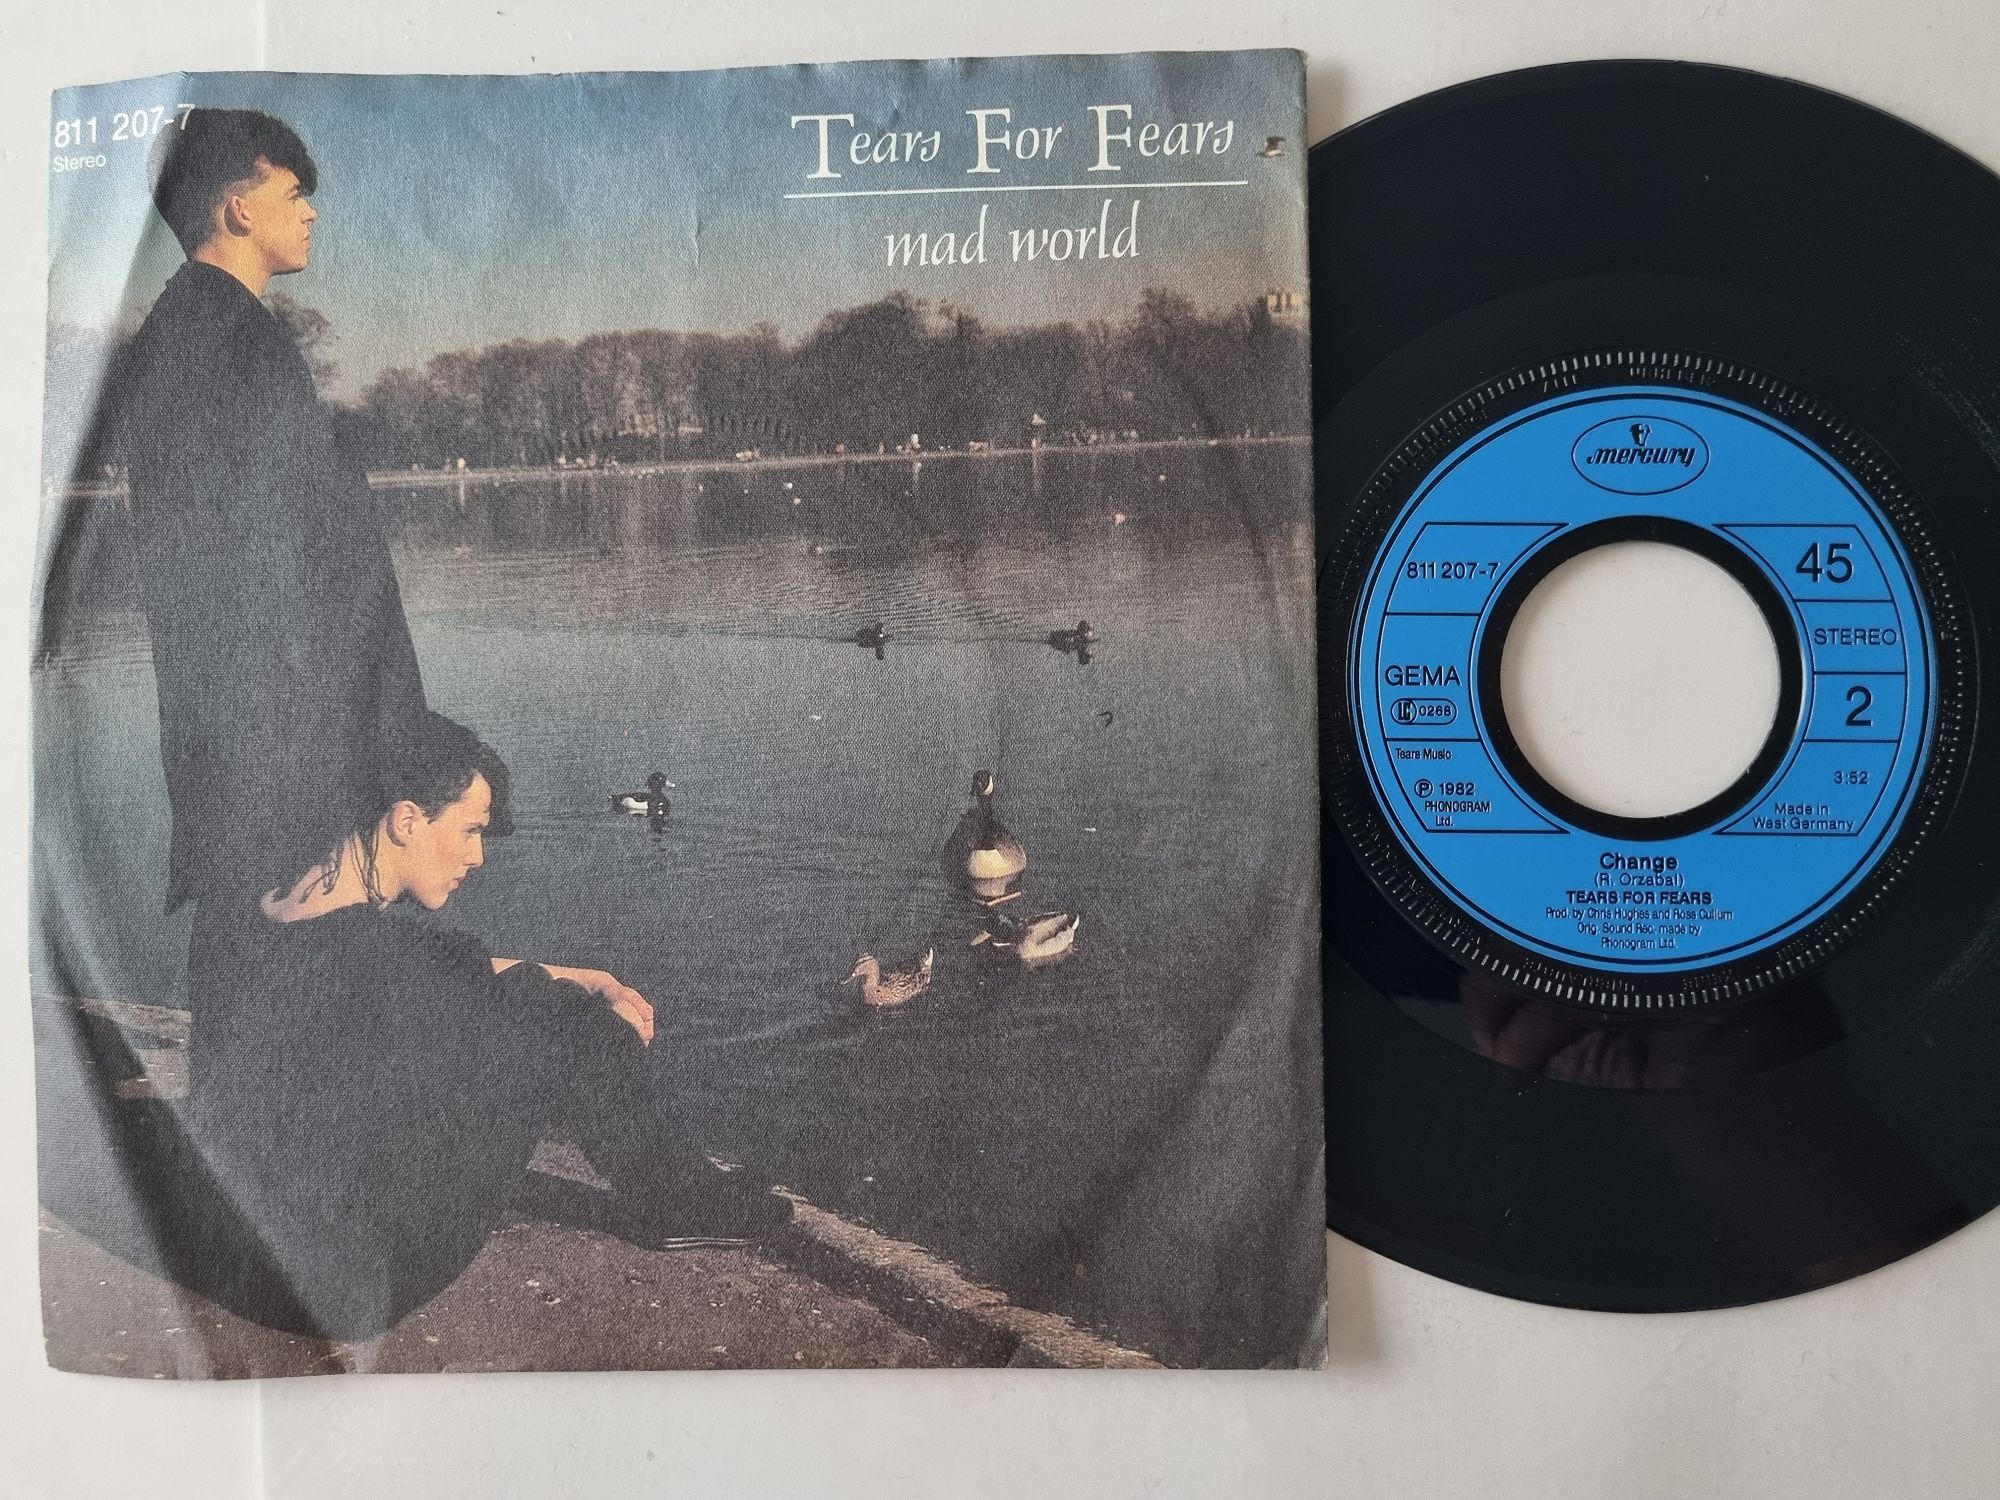 811 207-7
Stereo
Tears For Fears
mad world
mercury
811 207-7
GEMA
LC 0268
Tears Music
℗ 1982
PHONOGRAM
Ltd.
45
STEREO
2
3:52
Made in
West Germany
Change
(R. Orzabal)
TEARS FOR FEARS
Prod. by Chris Hughes and Ross Cullum
Orig. Sound Rec. made by
Phonogram Ltd.